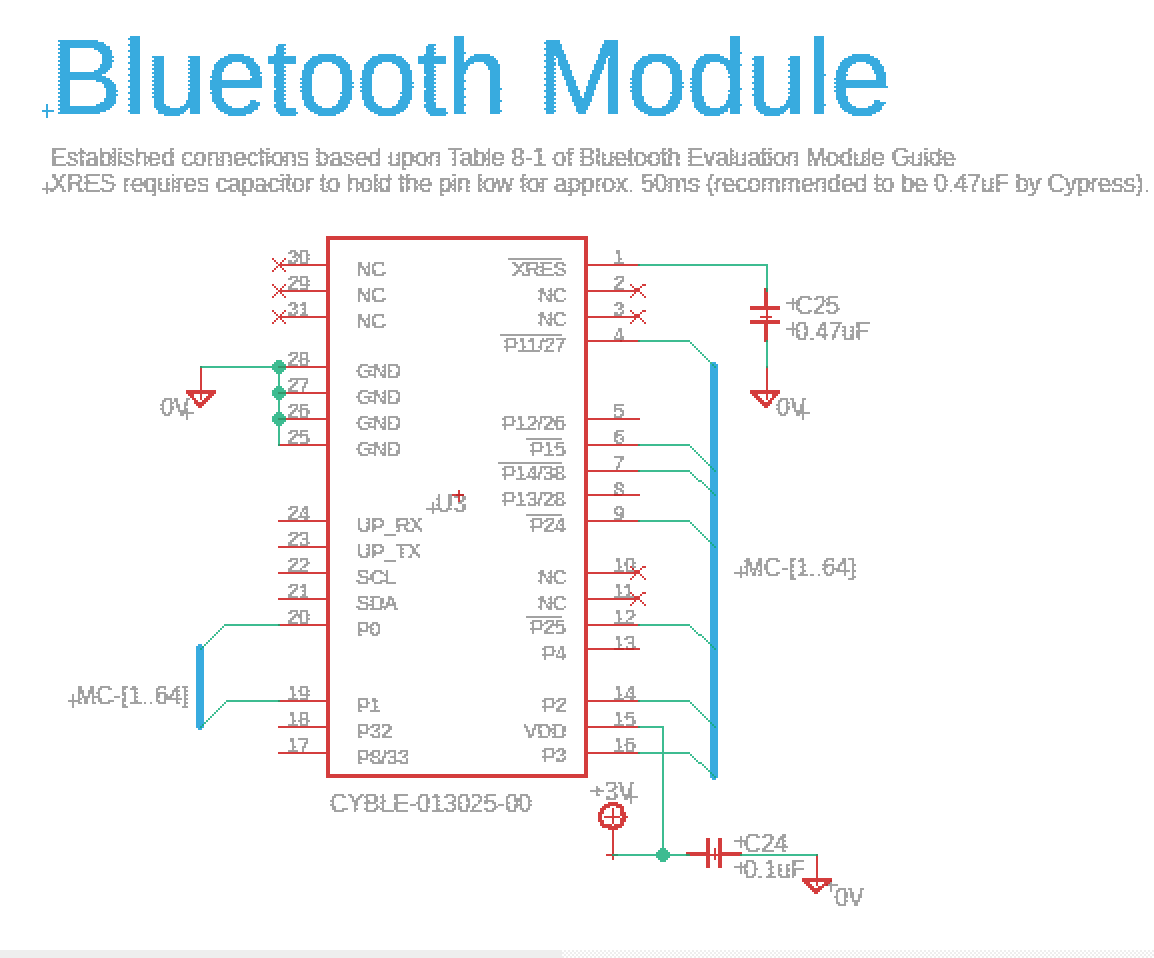 Bluetooth Module
Established connections based upon Table 8-1 of Bluetooth Evaluation Module Guide
XRES requires capacitor to hold the pin low for approx. 50ms (recommended to be 0.47uF by Cypress).
30 NC XRES 1
29 NC NC 2
31 NC NC 3
P11/27 4
C25
0.47uF
28 GND
27 GND
0V
0V
26 GND P12/26 5
25 GND P15 6
P14/38 7
U3 P13/28 8
24 UP_RX P24 9
23 UP_TX
22 SCL NC 10
MC-[1..64]
21 SDA NC 11
20 P0 P25 12
P4 13
MC-[1..64]
19 P1 P2 14
18 P32 VDD 15
17 P8/33 P3 16
CYBLE-013025-00
+3V
C24
0.1uF
0V